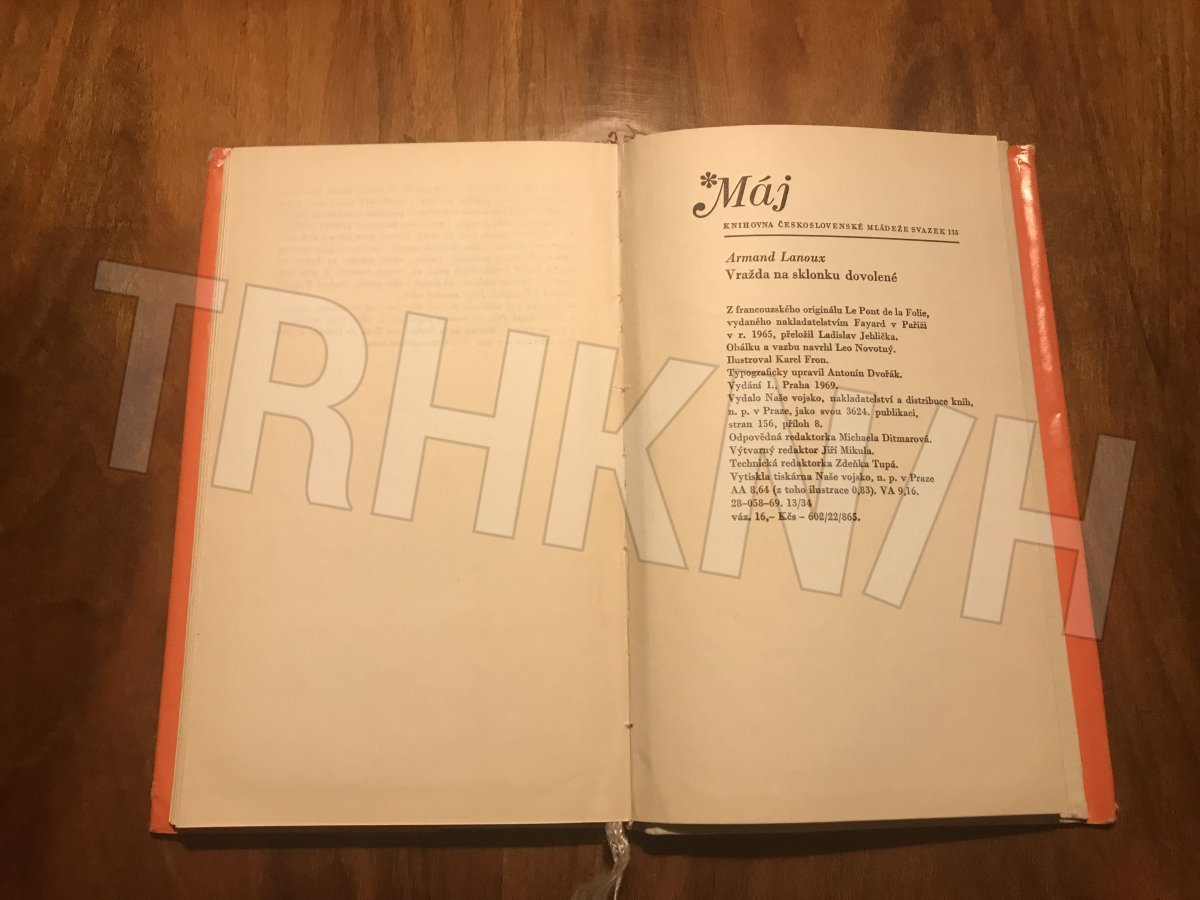 Máj
KNIHOVNA ČESKOSLOVENSKÉ MLÁDEŽE SVAZEK 135
Armand Lanoux
Vražda na sklonku dovolené
Z francouzského originálu Le Pont de la Folie,
vydaného nakladatelstvím Fayard v Paříži
v r. 1965, přeložil Ladislav Jehlička.
Obálku a vazbu navrhl Leo Novotný.
Ilustroval Karel Fron.
Typograficky upravil Antonín Dvořák.
Vydání I., Praha 1969.
Vydalo Naše vojsko, nakladatelství a distribuce knih,
n. p. v Praze, jako svou 3624. publikaci,
stran 156, příloh 8.
Odpovědná redaktorka Michaela Ditmarová.
Výtvarný redaktor Jiří Mikula.
Technická redaktorka Zdeňka Tupá.
Vytiskla tiskárna Naše vojsko, n. p. v Praze
AA 8,64 (z toho ilustrace 0,83). VA 9,16.
28–058–69. 13/34
váz. 16,– Kčs – 602/22/865.
TRHKNIH